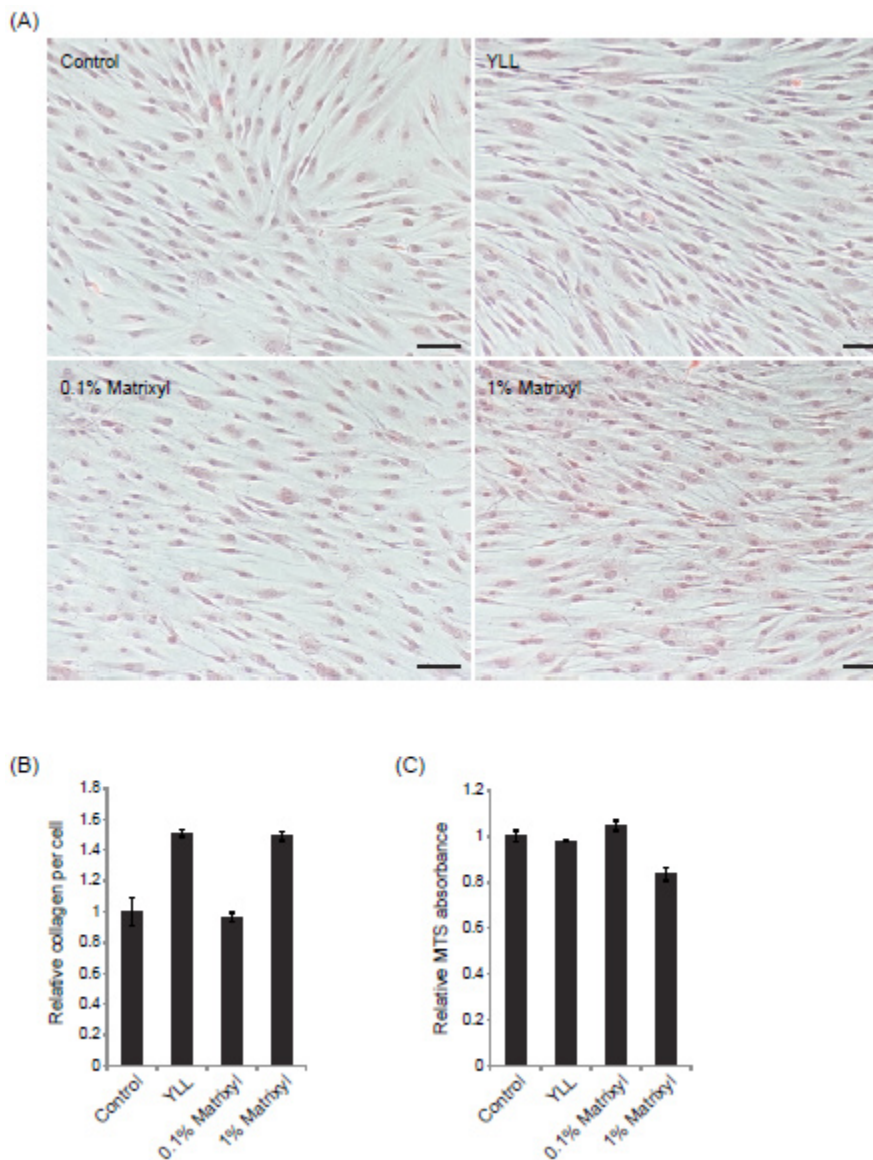 (A)
Control
YLL
0.1% Matrixyl
1% Matrixyl
(B)
(C)
Relative collagen per cell
1.8
1.6
1.4
1.2
1
0.8
0.6
0.4
0.2
0
Control
YLL
0.1% Matrixyl
1% Matrixyl
Relative MTS absorbance
1.2
1
0.8
0.6
0.4
0.2
0
Control
YLL
0.1% Matrixyl
1% Matrixyl